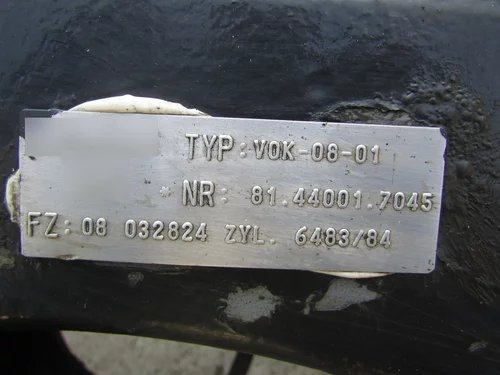 TYP: VOK-08-01
* NR: 81.44001.7045
FZ: 08 032824 ZYL. 6483/84